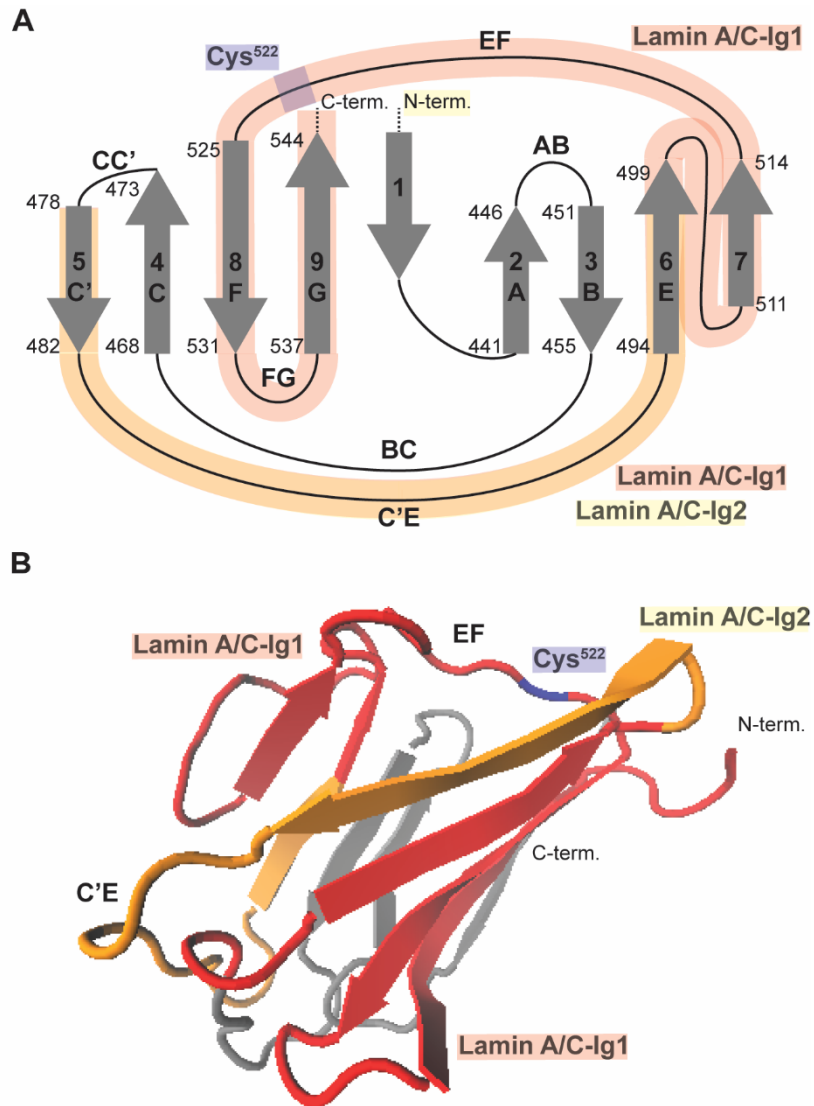 A
EF
Lamin A/C-Ig1
Cys⁵²²
C-term.
N-term.
CC’
AB
478
473
525
544
446
451
499
514
1
5
4
8
9
2
3
6
7
C’
C
F
G
A
B
E
511
482
468
531
537
441
455
494
FG
BC
Lamin A/C-Ig1
Lamin A/C-Ig2
C’E
B
Lamin A/C-Ig1
EF
Lamin A/C-Ig2
Cys⁵²²
N-term.
C-term.
C’E
Lamin A/C-Ig1